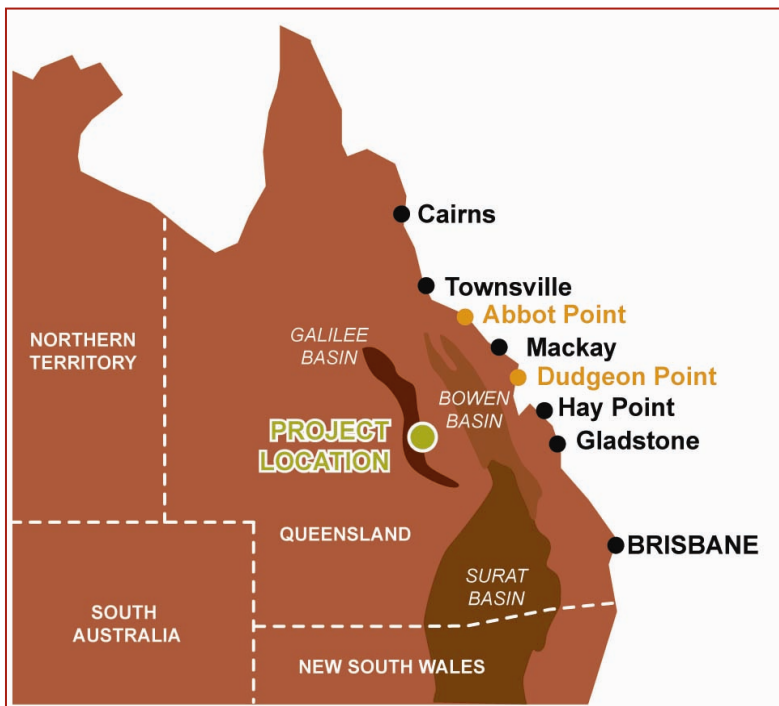 Cairns
Townsville
Abbot Point
NORTHERN
TERRITORY
GALILEE
BASIN
Mackay
Dudgeon Point
BOWEN
BASIN
Hay Point
PROJECT
LOCATION
Gladstone
QUEENSLAND
BRISBANE
SURAT
BASIN
SOUTH
AUSTRALIA
NEW SOUTH WALES